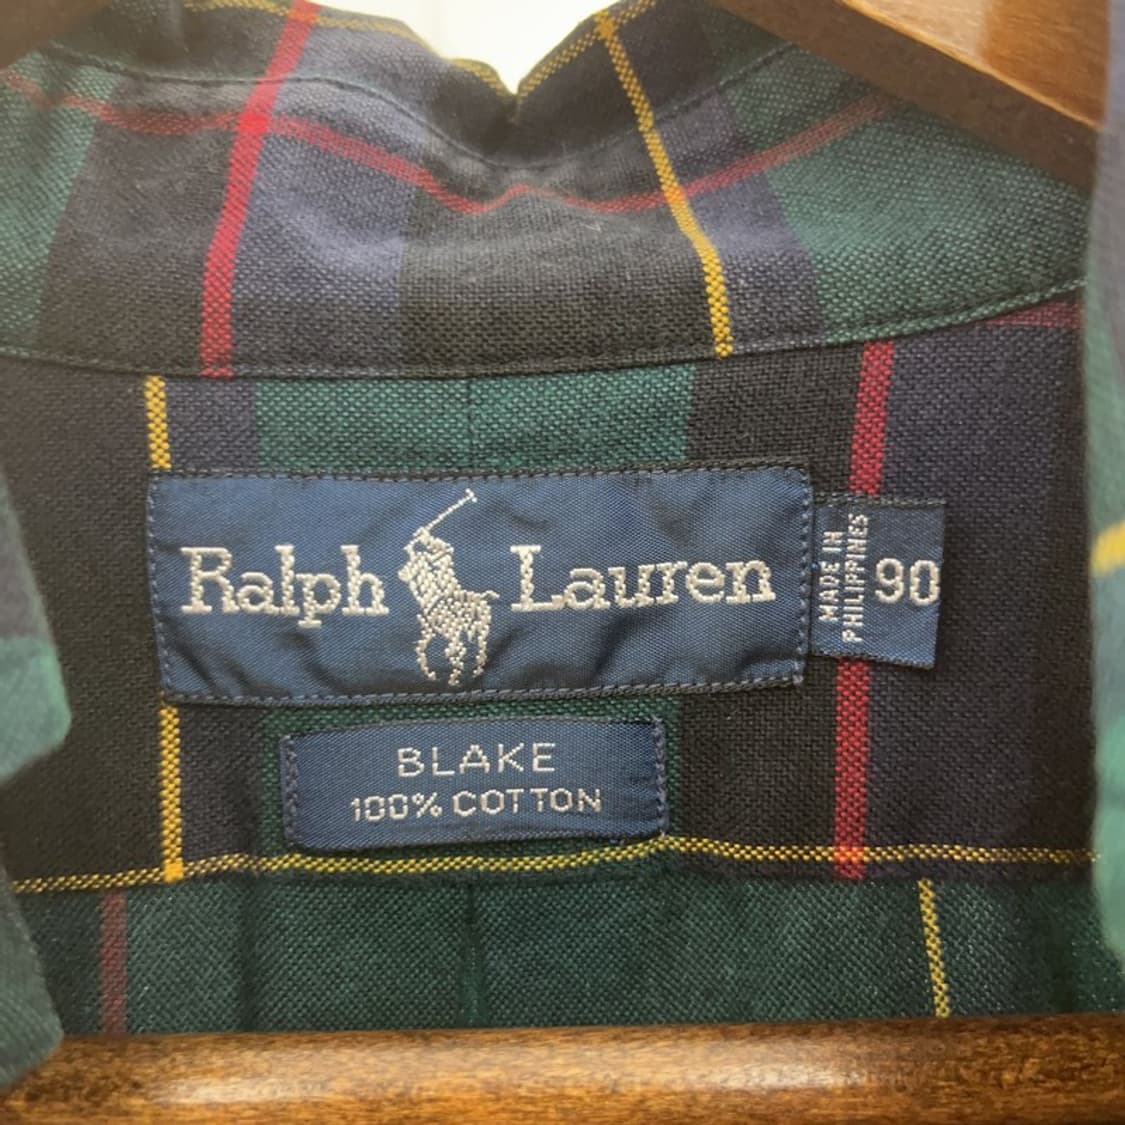 Ralph Lauren
MADE IN
PHILIPPINES
90
BLAKE
100% COTTON